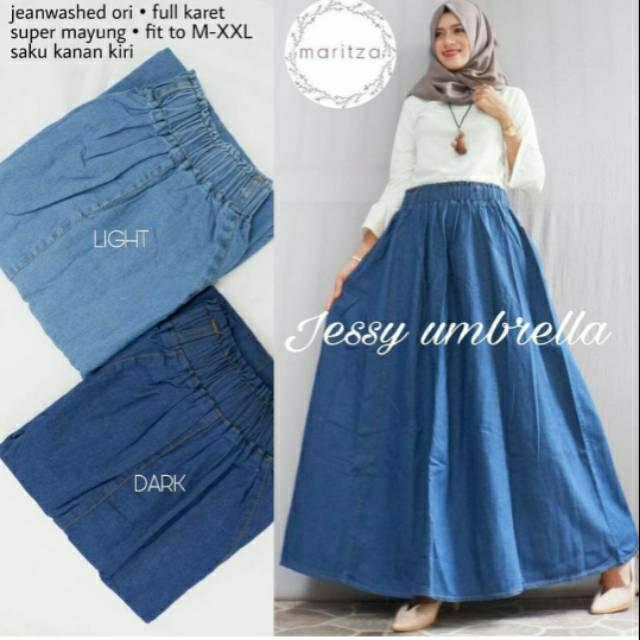 jeanwashed ori • full karet
super mayung • fit to M-XXL
saku kanan kiri
maritza
LIGHT
Jessy umbrella
DARK